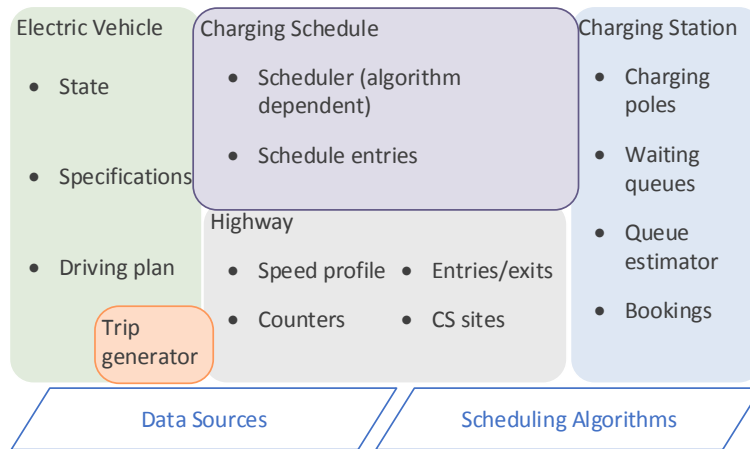 Electric Vehicle
• State
• Specifications
• Driving plan
Trip
generator
Charging Schedule
• Scheduler (algorithm
dependent)
• Schedule entries
Highway
• Speed profile
• Counters
• Entries/exits
• CS sites
Charging Station
• Charging
poles
• Waiting
queues
• Queue
estimator
• Bookings
Data Sources
Scheduling Algorithms